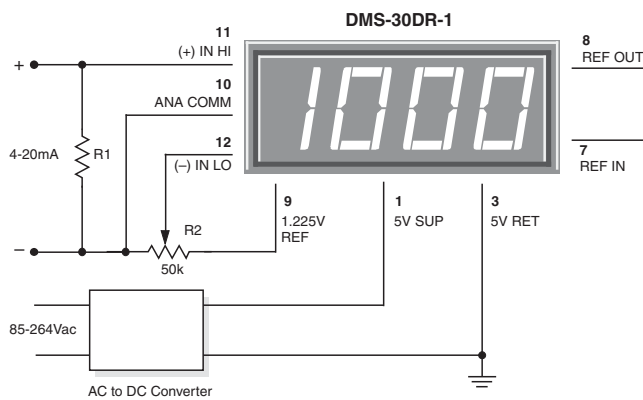 DMS-30DR-1
11
(+) IN HI
8
REF OUT
+
1000
10
ANA COMM
4-20mA
R1
12
(–) IN LO
7
REF IN
9
1.225V
REF
1
5V SUP
3
5V RET
–
R2
50k
85-264Vac
AC to DC Converter